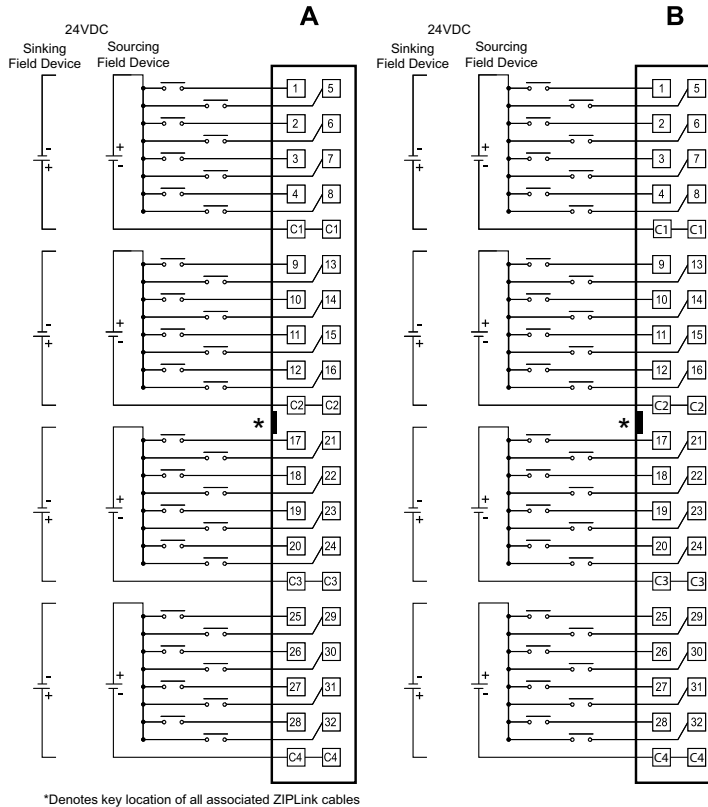 A
B
24VDC
24VDC
Sinking Field Device
Sourcing Field Device
Sinking Field Device
Sourcing Field Device
- + + - 1 5 - + + - 1 5
2 6 2 6
3 7 3 7
4 8 4 8
C1 C1 C1 C1
- + + - 9 13 - + + - 9 13
10 14 10 14
11 15 11 15
12 16 12 16
C2 C2 C2 C2
* *
- + + - 17 21 - + + - 17 21
18 22 18 22
19 23 19 23
20 24 20 24
C3 C3 C3 C3
- + + - 25 29 - + + - 25 29
26 30 26 30
27 31 27 31
28 32 28 32
C4 C4 C4 C4
*Denotes key location of all associated ZIPLink cables